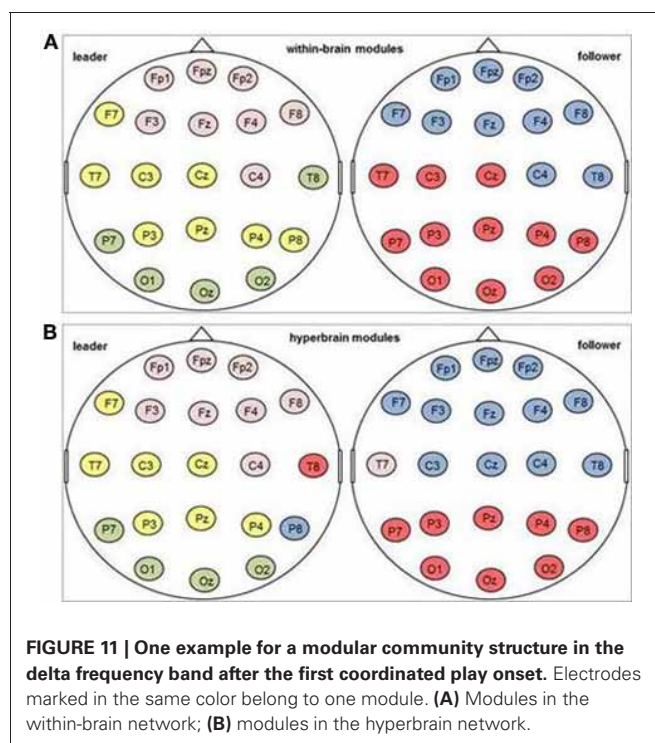 A
leader within-brain modules follower
Fp1 Fpz Fp2 Fp1 Fpz Fp2
F7 F3 Fz F4 F8 F7 F3 Fz F4 F8
T7 C3 Cz C4 T8 T7 C3 Cz C4 T8
P7 P3 Pz P4 P8 P7 P3 Pz P4 P8
O1 Oz O2 O1 Oz O2
B
leader hyperbrain modules follower
Fp1 Fpz Fp2 Fp1 Fpz Fp2
F7 F3 Fz F4 F8 F7 F3 Fz F4 F8
T7 C3 Cz C4 T8 T7 C3 Cz C4 T8
P7 P3 Pz P4 P8 P7 P3 Pz P4 P8
O1 Oz O2 O1 Oz O2
FIGURE 11 | One example for a modular community structure in the
delta frequency band after the first coordinated play onset. Electrodes
marked in the same color belong to one module. (A) Modules in the
within-brain network; (B) modules in the hyperbrain network.